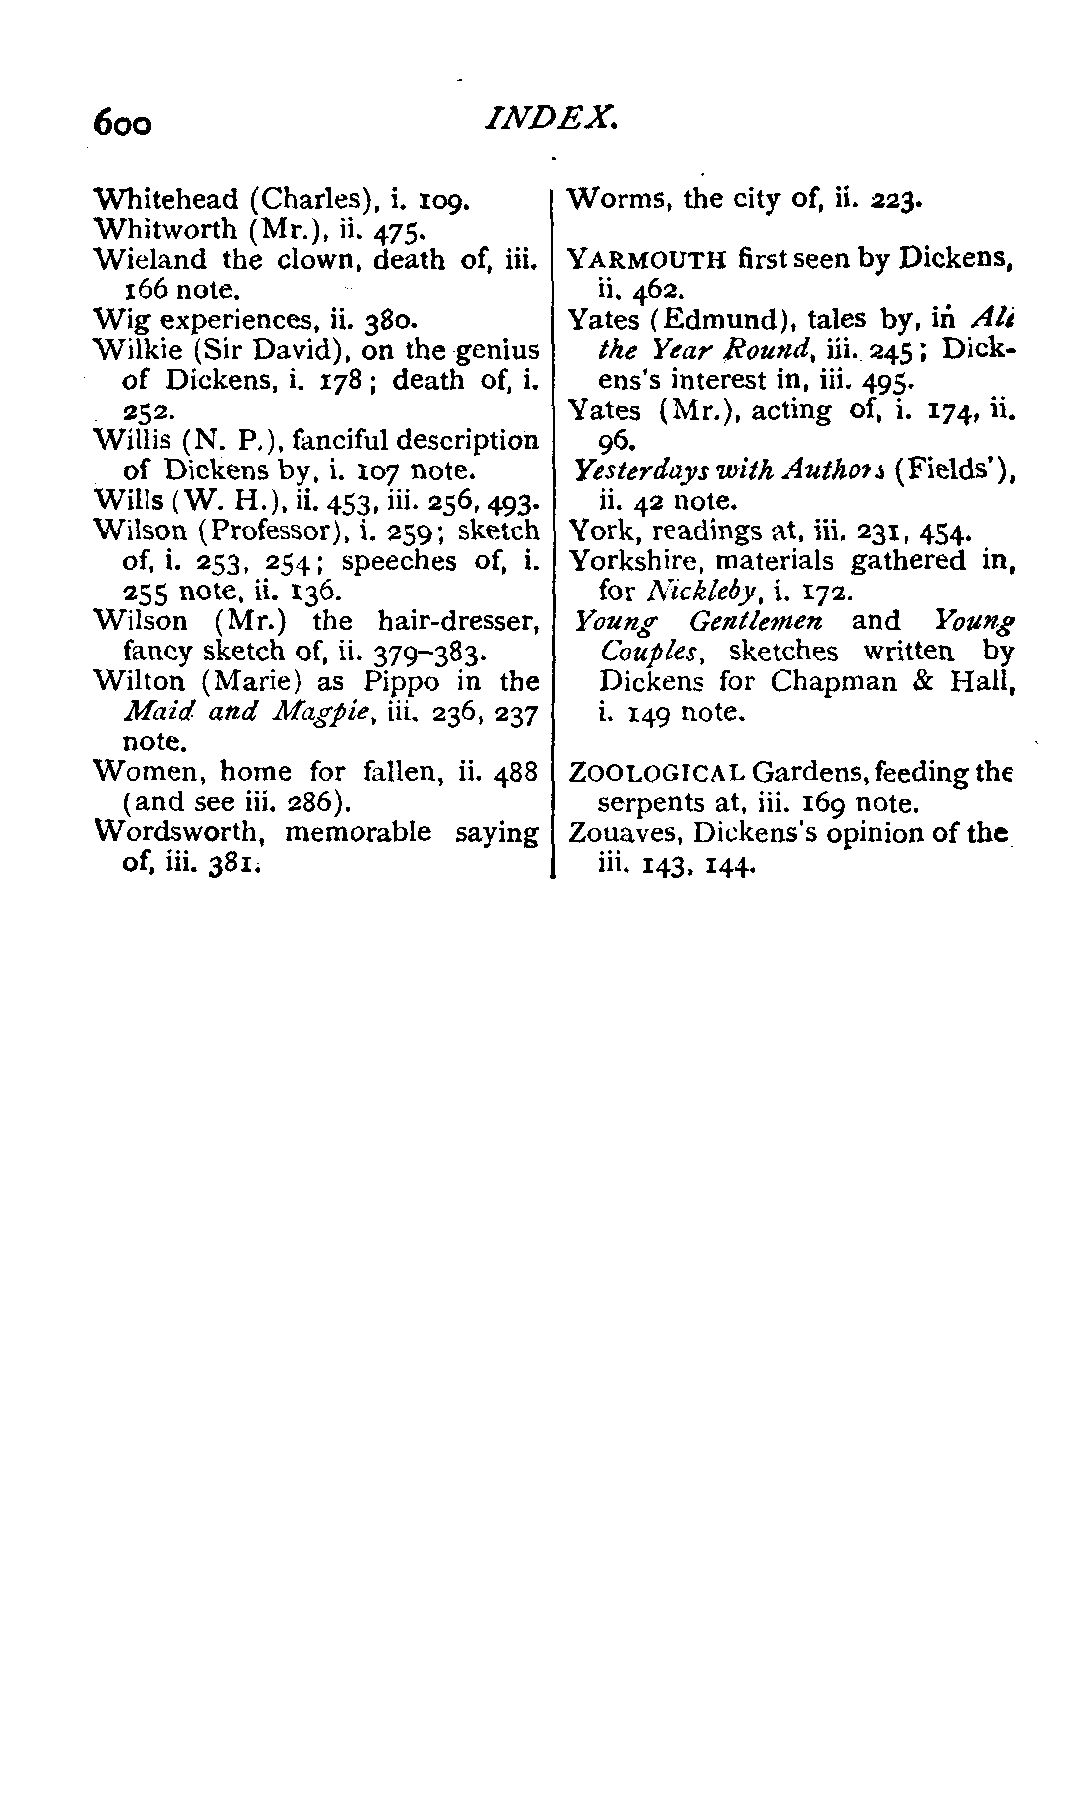 600
INDEX.
Whitehead (Charles), i. 109.
Whitworth (Mr.), ii. 475.
Wieland the clown, death of, iii.
166 note.
Wig experiences, ii. 380.
Wilkie (Sir David), on the genius
of Dickens, i. 178; death of, i.
252.
Willis (N. P.), fanciful description
of Dickens by, i. 107 note.
Wills (W. H.), ii. 453, iii. 256, 493.
Wilson (Professor), i. 259; sketch
of, i. 253, 254; speeches of, i.
255 note, ii. 136.
Wilson (Mr.) the hair-dresser,
fancy sketch of, ii. 379–383.
Wilton (Marie) as Pippo in the
Maid and Magpie, iii. 236, 237
note.
Women, home for fallen, ii. 488
(and see iii. 286).
Wordsworth, memorable saying
of, iii. 381.
Worms, the city of, ii. 223.
YARMOUTH first seen by Dickens,
ii. 462.
Yates (Edmund), tales by, in All
the Year Round, iii. 245; Dick-
ens's interest in, iii. 495.
Yates (Mr.), acting of, i. 174, ii.
96.
Yesterdays with Authors (Fields'),
ii. 42 note.
York, readings at, iii. 231, 454.
Yorkshire, materials gathered in,
for Nickleby, i. 172.
Young Gentlemen and Young
Couples, sketches written by
Dickens for Chapman & Hall,
i. 149 note.
ZOOLOGICAL Gardens, feeding the
serpents at, iii. 169 note.
Zouaves, Dickens's opinion of the
iii. 143, 144.